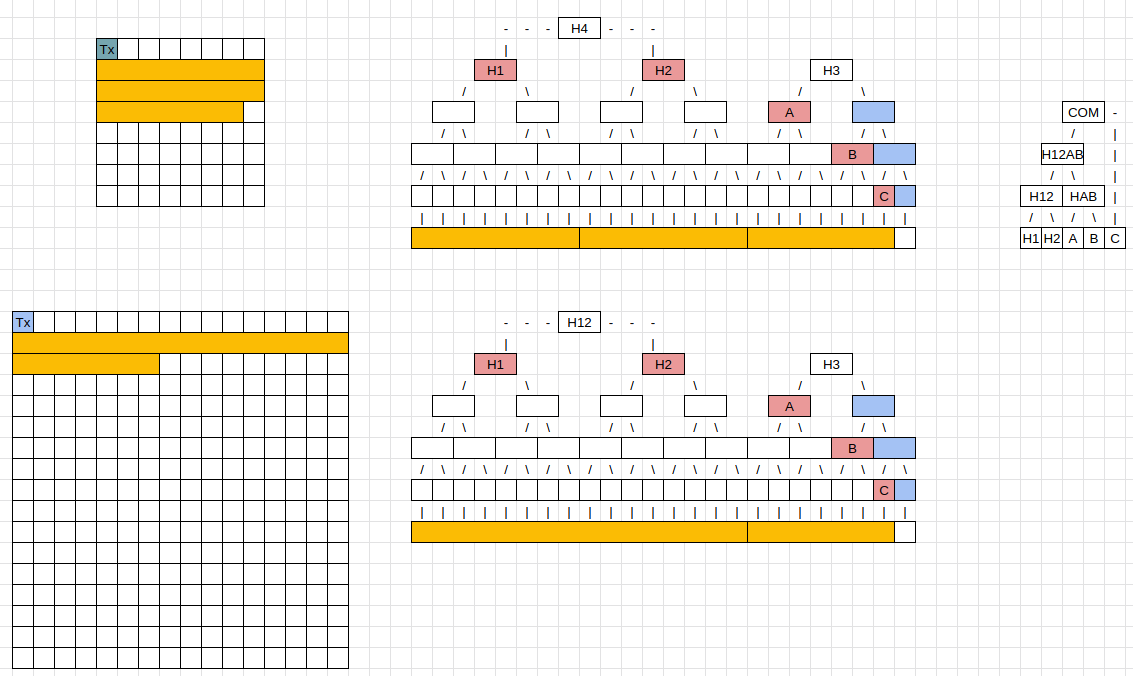 - - - H4 - - -
Tx | |
H1 H2 H3
/ \ / \ / \
A COM -
/ \ / \ / \ / \ / \ / \ / |
B H12AB |
/ \ / \ / \ / \ / \ / \ / \ / \ / \ / \ / \ / \ / \ |
C H12 HAB |
| | | | | | | | | | | | | | | | | | | | | | | | / \ / \ |
H1 H2 A B C
Tx - - - H12 - - -
| |
H1 H2 H3
/ \ / \ / \
A
/ \ / \ / \ / \ / \ / \
B
/ \ / \ / \ / \ / \ / \ / \ / \ / \ / \ / \ / \
C
| | | | | | | | | | | | | | | | | | | | | | | |